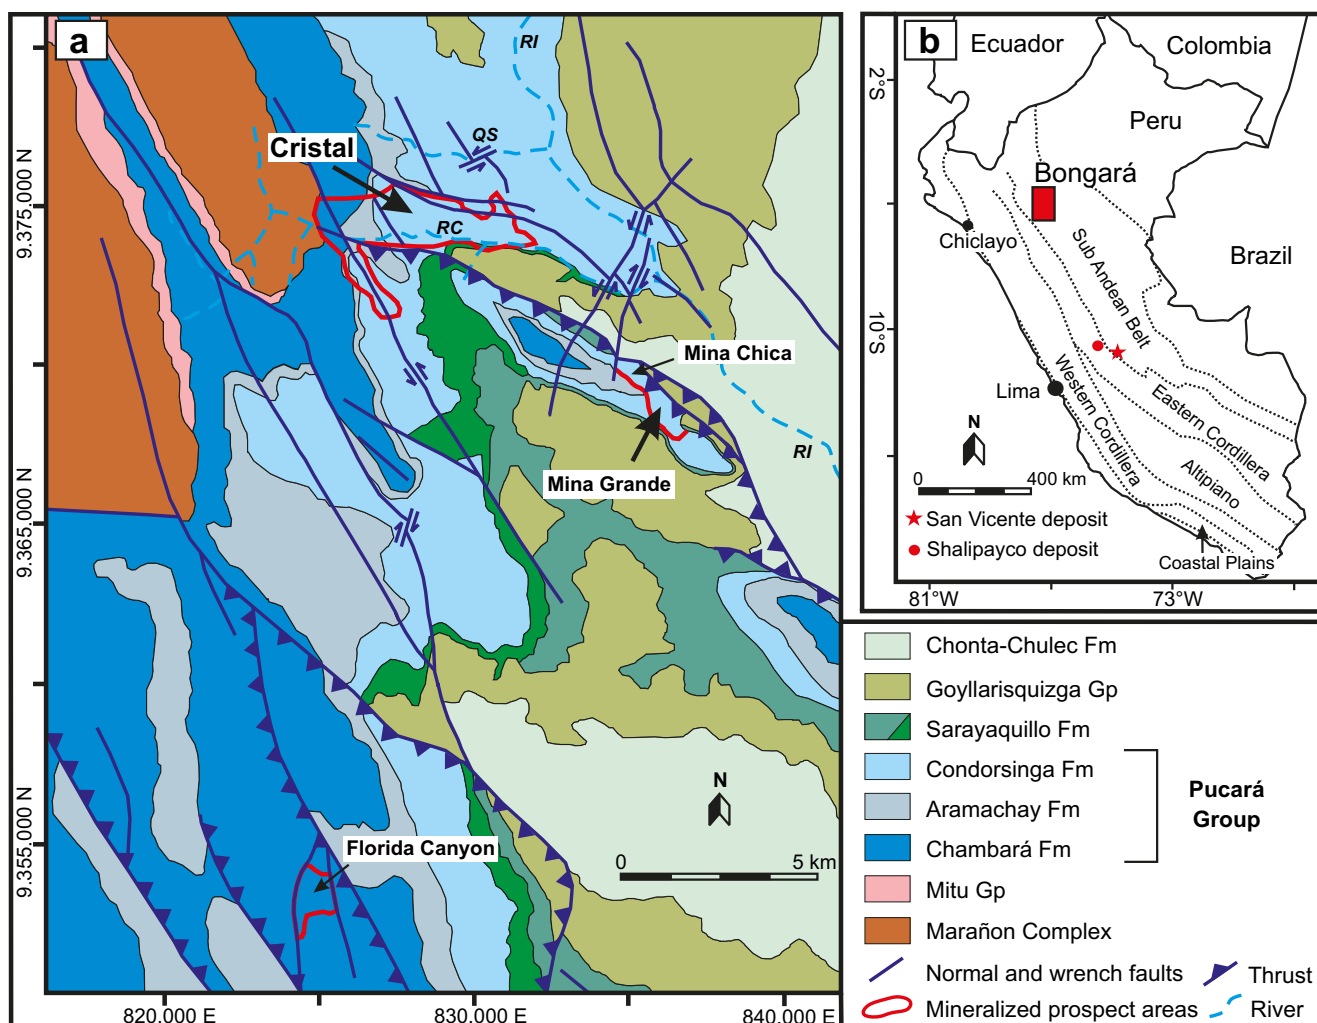 a
RI
QS
Cristal
RC
Mina Chica
Mina Grande
RI
Florida Canyon
N
0
5 km
9.375.000 N
9.365.000 N
9.355.000 N
820.000 E
830.000 E
840.000 E
b
Ecuador
Colombia
2°S
Peru
Bongará
Chiclayo
Brazil
Sub Andean Belt
10°S
Lima
Western Cordillera
Eastern Cordillera
Altipiano
N
0
400 km
San Vicente deposit
Shalipayco deposit
Coastal Plains
81°W
73°W
Chonta-Chulec Fm
Goyllarisquizga Gp
Sarayaquillo Fm
Condorsinga Fm
Aramachay Fm
Chambará Fm
Pucará
Group
Mitu Gp
Marañon Complex
Normal and wrench faults
Thrust
Mineralized prospect areas
River